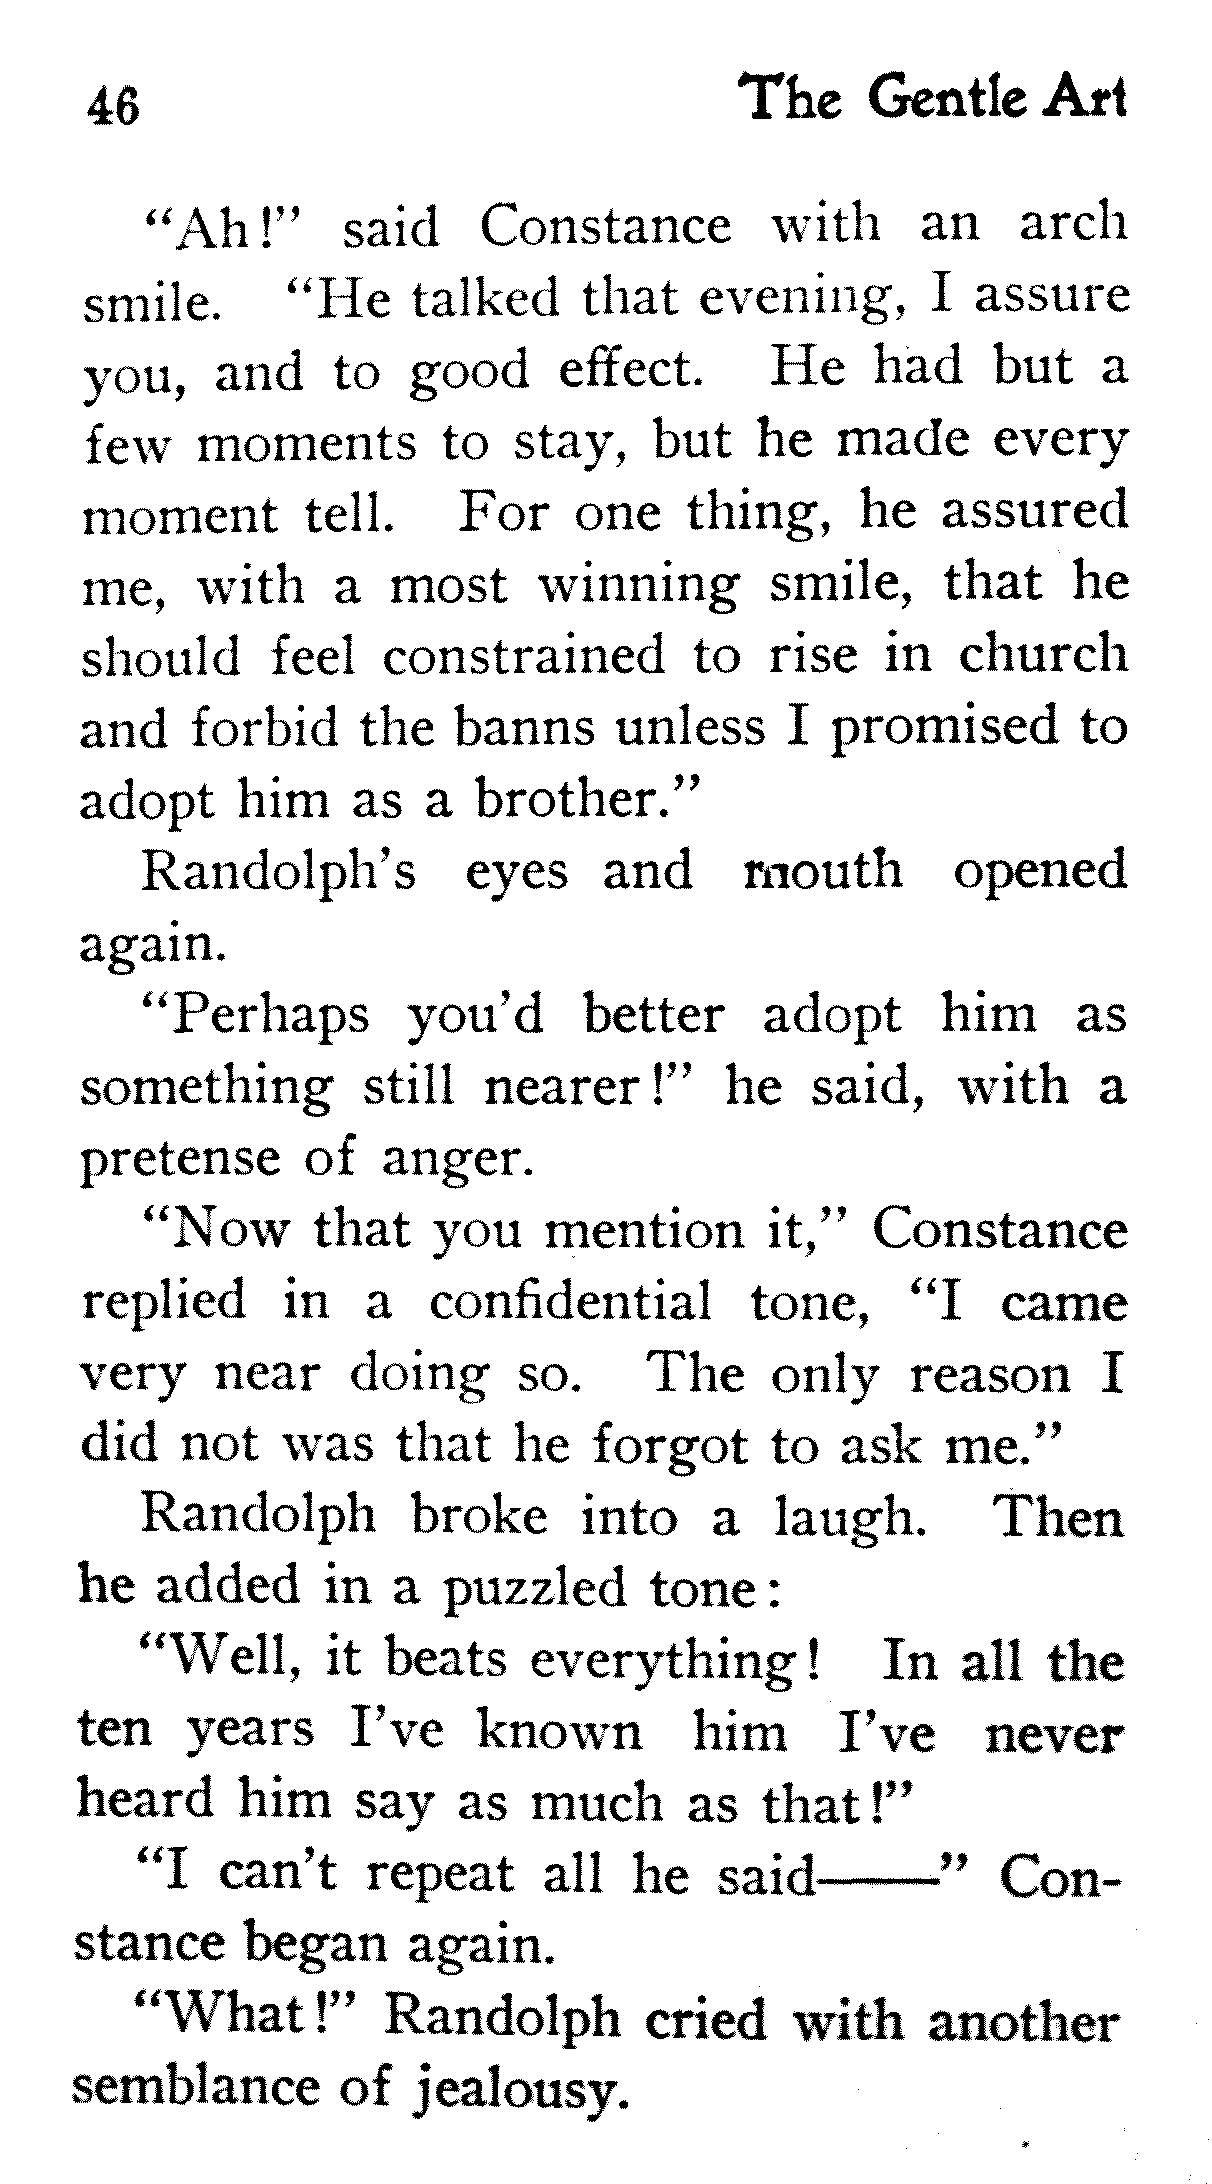 46 The Gentle Art
“Ah!” said Constance with an arch
smile. “He talked that evening, I assure
you, and to good effect. He had but a
few moments to stay, but he made every
moment tell. For one thing, he assured
me, with a most winning smile, that he
should feel constrained to rise in church
and forbid the banns unless I promised to
adopt him as a brother.”
Randolph’s eyes and mouth opened
again.
“Perhaps you’d better adopt him as
something still nearer!” he said, with a
pretense of anger.
“Now that you mention it,” Constance
replied in a confidential tone, “I came
very near doing so. The only reason I
did not was that he forgot to ask me.”
Randolph broke into a laugh. Then
he added in a puzzled tone:
“Well, it beats everything! In all the
ten years I’ve known him I’ve never
heard him say as much as that!”
“I can’t repeat all he said——” Con-
stance began again.
“What!” Randolph cried with another
semblance of jealousy.